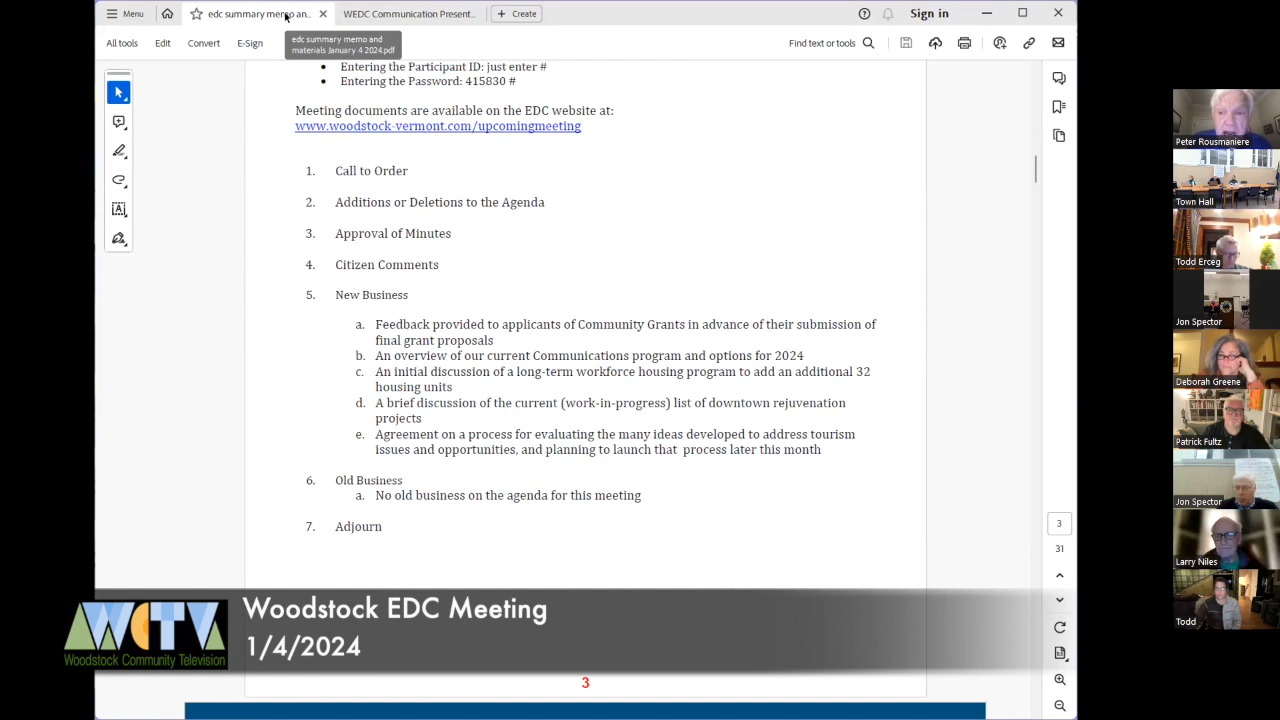 Menu
edc summary memo an...
WEDC Communication Present...
Create
Sign in
All tools
Edit
Convert
E-Sign
edc summary memo and
materials January 4 2024.pdf
Find text or tools
• Entering the Participant ID: just enter #
• Entering the Password: 415830 #
Meeting documents are available on the EDC website at:
www.woodstock-vermont.com/upcomingmeeting
1. Call to Order
2. Additions or Deletions to the Agenda
3. Approval of Minutes
4. Citizen Comments
5. New Business
a. Feedback provided to applicants of Community Grants in advance of their submission of
final grant proposals
b. An overview of our current Communications program and options for 2024
c. An initial discussion of a long-term workforce housing program to add an additional 32
housing units
d. A brief discussion of the current (work-in-progress) list of downtown rejuvenation
projects
e. Agreement on a process for evaluating the many ideas developed to address tourism
issues and opportunities, and planning to launch that process later this month
6. Old Business
a. No old business on the agenda for this meeting
7. Adjourn
3
3
31
WCTV
Woodstock Community Television
Woodstock EDC Meeting
1/4/2024
Peter Rousmaniere
Town Hall
Todd Erceg
Jon Spector
Deborah Greene
Patrick Fultz
Jon Spector
Larry Niles
Todd